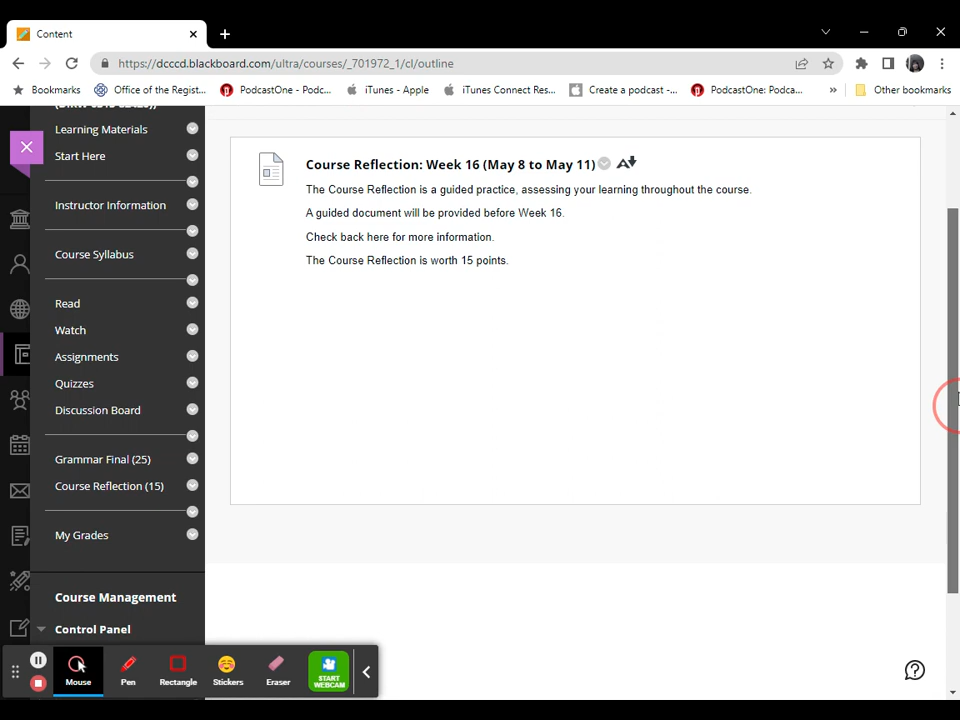 Content
https://dcccd.blackboard.com/ultra/courses/_701972_1/cl/outline
Bookmarks
Office of the Regist...
PodcastOne - Podc...
iTunes - Apple
iTunes Connect Res...
Create a podcast -...
PodcastOne: Podca...
»
Other bookmarks
Learning Materials
Start Here
Instructor Information
Course Syllabus
Read
Watch
Assignments
Quizzes
Discussion Board
Grammar Final (25)
Course Reflection (15)
My Grades
Course Management
Control Panel
Course Reflection: Week 16 (May 8 to May 11)
The Course Reflection is a guided practice, assessing your learning throughout the course.
A guided document will be provided before Week 16.
Check back here for more information.
The Course Reflection is worth 15 points.
Mouse
Pen
Rectangle
Stickers
Eraser
START
WEBCAM